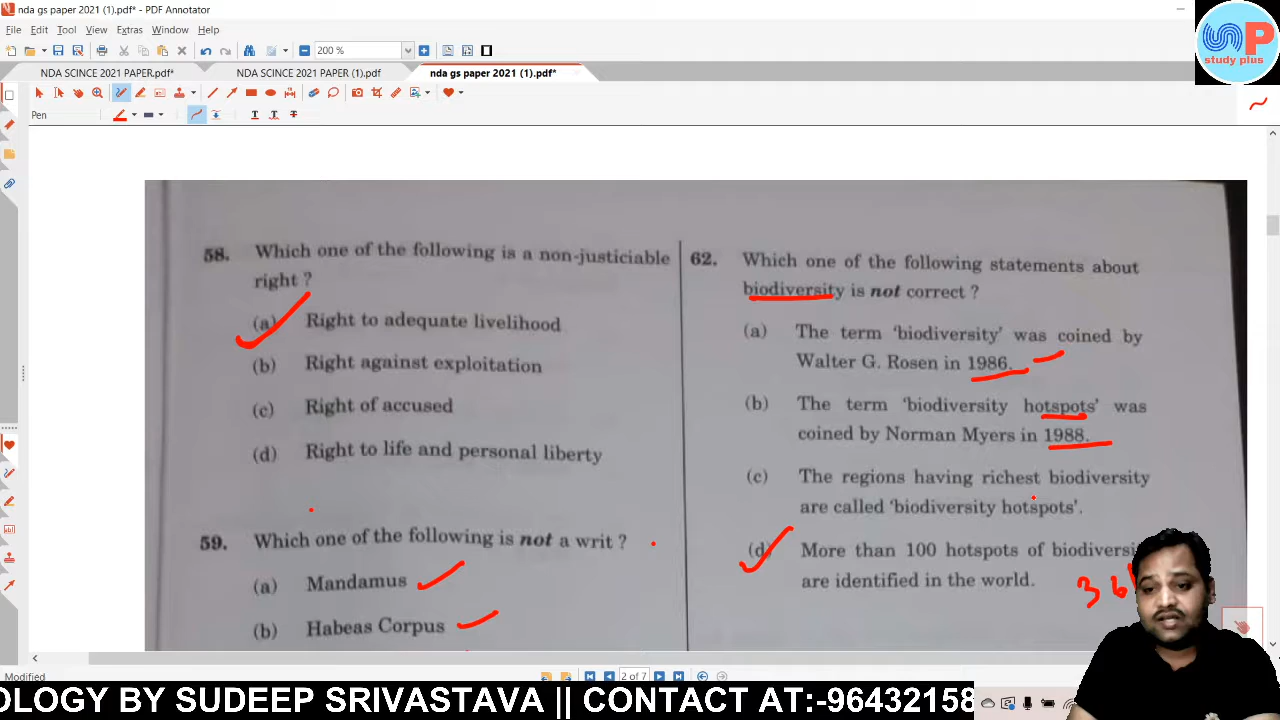 nda gs paper 2021 (1).pdf* - PDF Annotator
File Edit Tool View Extras Window Help
200 %
NDA SCINCE 2021 PAPER.pdf* NDA SCINCE 2021 PAPER (1).pdf nda gs paper 2021 (1).pdf*
Pen
SP
study plus
58. Which one of the following is a non-justiciable
right ?
(a) Right to adequate livelihood
(b) Right against exploitation
(c) Right of accused
(d) Right to life and personal liberty
59. Which one of the following is not a writ ?
(a) Mandamus
(b) Habeas Corpus
62. Which one of the following statements about
biodiversity is not correct ?
(a) The term 'biodiversity' was coined by
Walter G. Rosen in 1986.
(b) The term 'biodiversity hotspots' was
coined by Norman Myers in 1988.
(c) The regions having richest biodiversity
are called 'biodiversity hotspots'.
(d) More than 100 hotspots of biodiversi
are identified in the world.
36
2 of 7
Modified
OLOGY BY SUDEEP SRIVASTAVA || CONTACT AT:-96432158